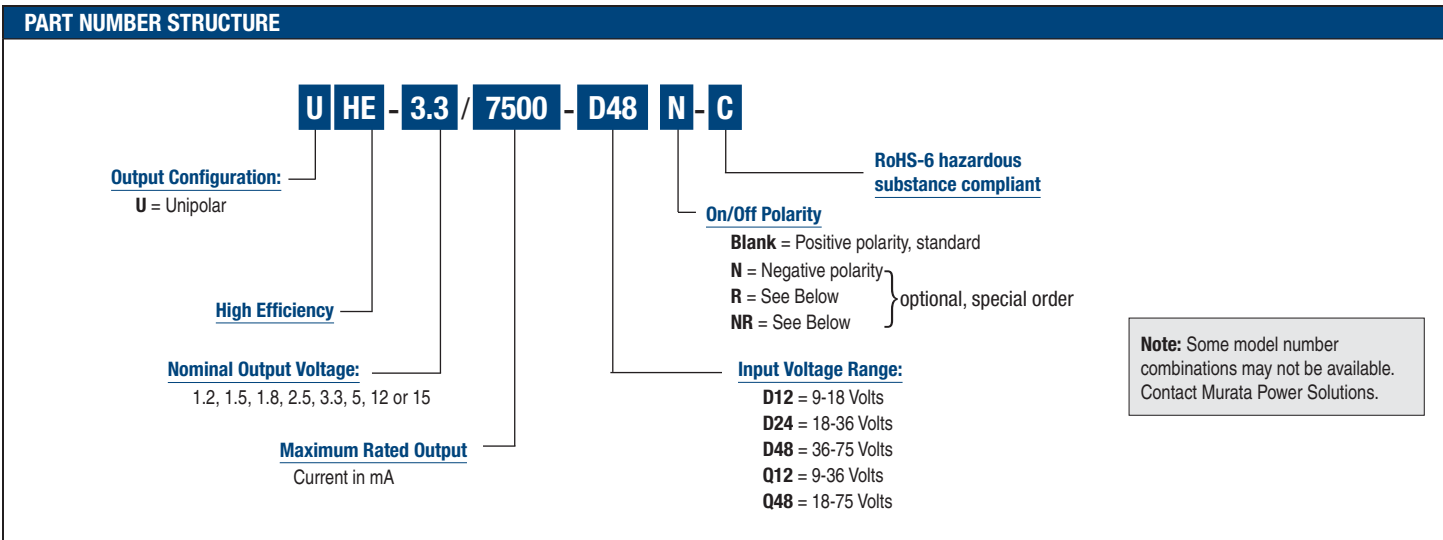 PART NUMBER STRUCTURE
U HE - 3.3 / 7500 - D48 N - C
RoHS-6 hazardous
substance compliant
Output Configuration:
U = Unipolar
On/Off Polarity
Blank = Positive polarity, standard
N = Negative polarity
R = See Below
NR = See Below
optional, special order
High Efficiency
Nominal Output Voltage:
1.2, 1.5, 1.8, 2.5, 3.3, 5, 12 or 15
Input Voltage Range:
D12 = 9-18 Volts
D24 = 18-36 Volts
D48 = 36-75 Volts
Q12 = 9-36 Volts
Q48 = 18-75 Volts
Maximum Rated Output
Current in mA
Note: Some model number
combinations may not be available.
Contact Murata Power Solutions.